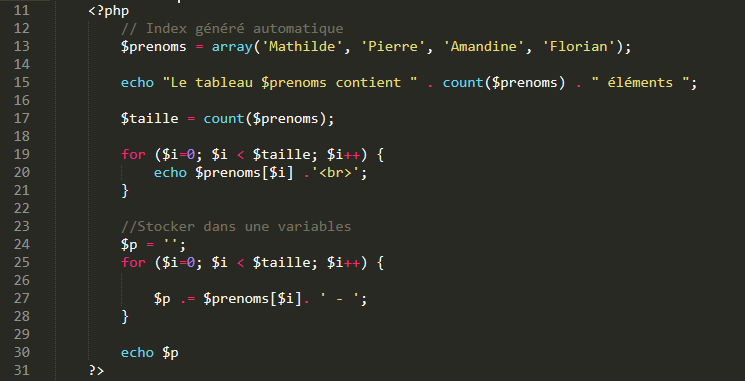 11 <?php
12 // Index généré automatique
13 $prenoms = array('Mathilde', 'Pierre', 'Amandine', 'Florian');
14
15 echo "Le tableau $prenoms contient " . count($prenoms) . " éléments ";
16
17 $taille = count($prenoms);
18
19 for ($i=0; $i < $taille; $i++) {
20 echo $prenoms[$i] .'<br>';
21 }
22
23 //Stocker dans une variables
24 $p = '';
25 for ($i=0; $i < $taille; $i++) {
26
27 $p .= $prenoms[$i]. ' - ';
28 }
29
30 echo $p
31 ?>